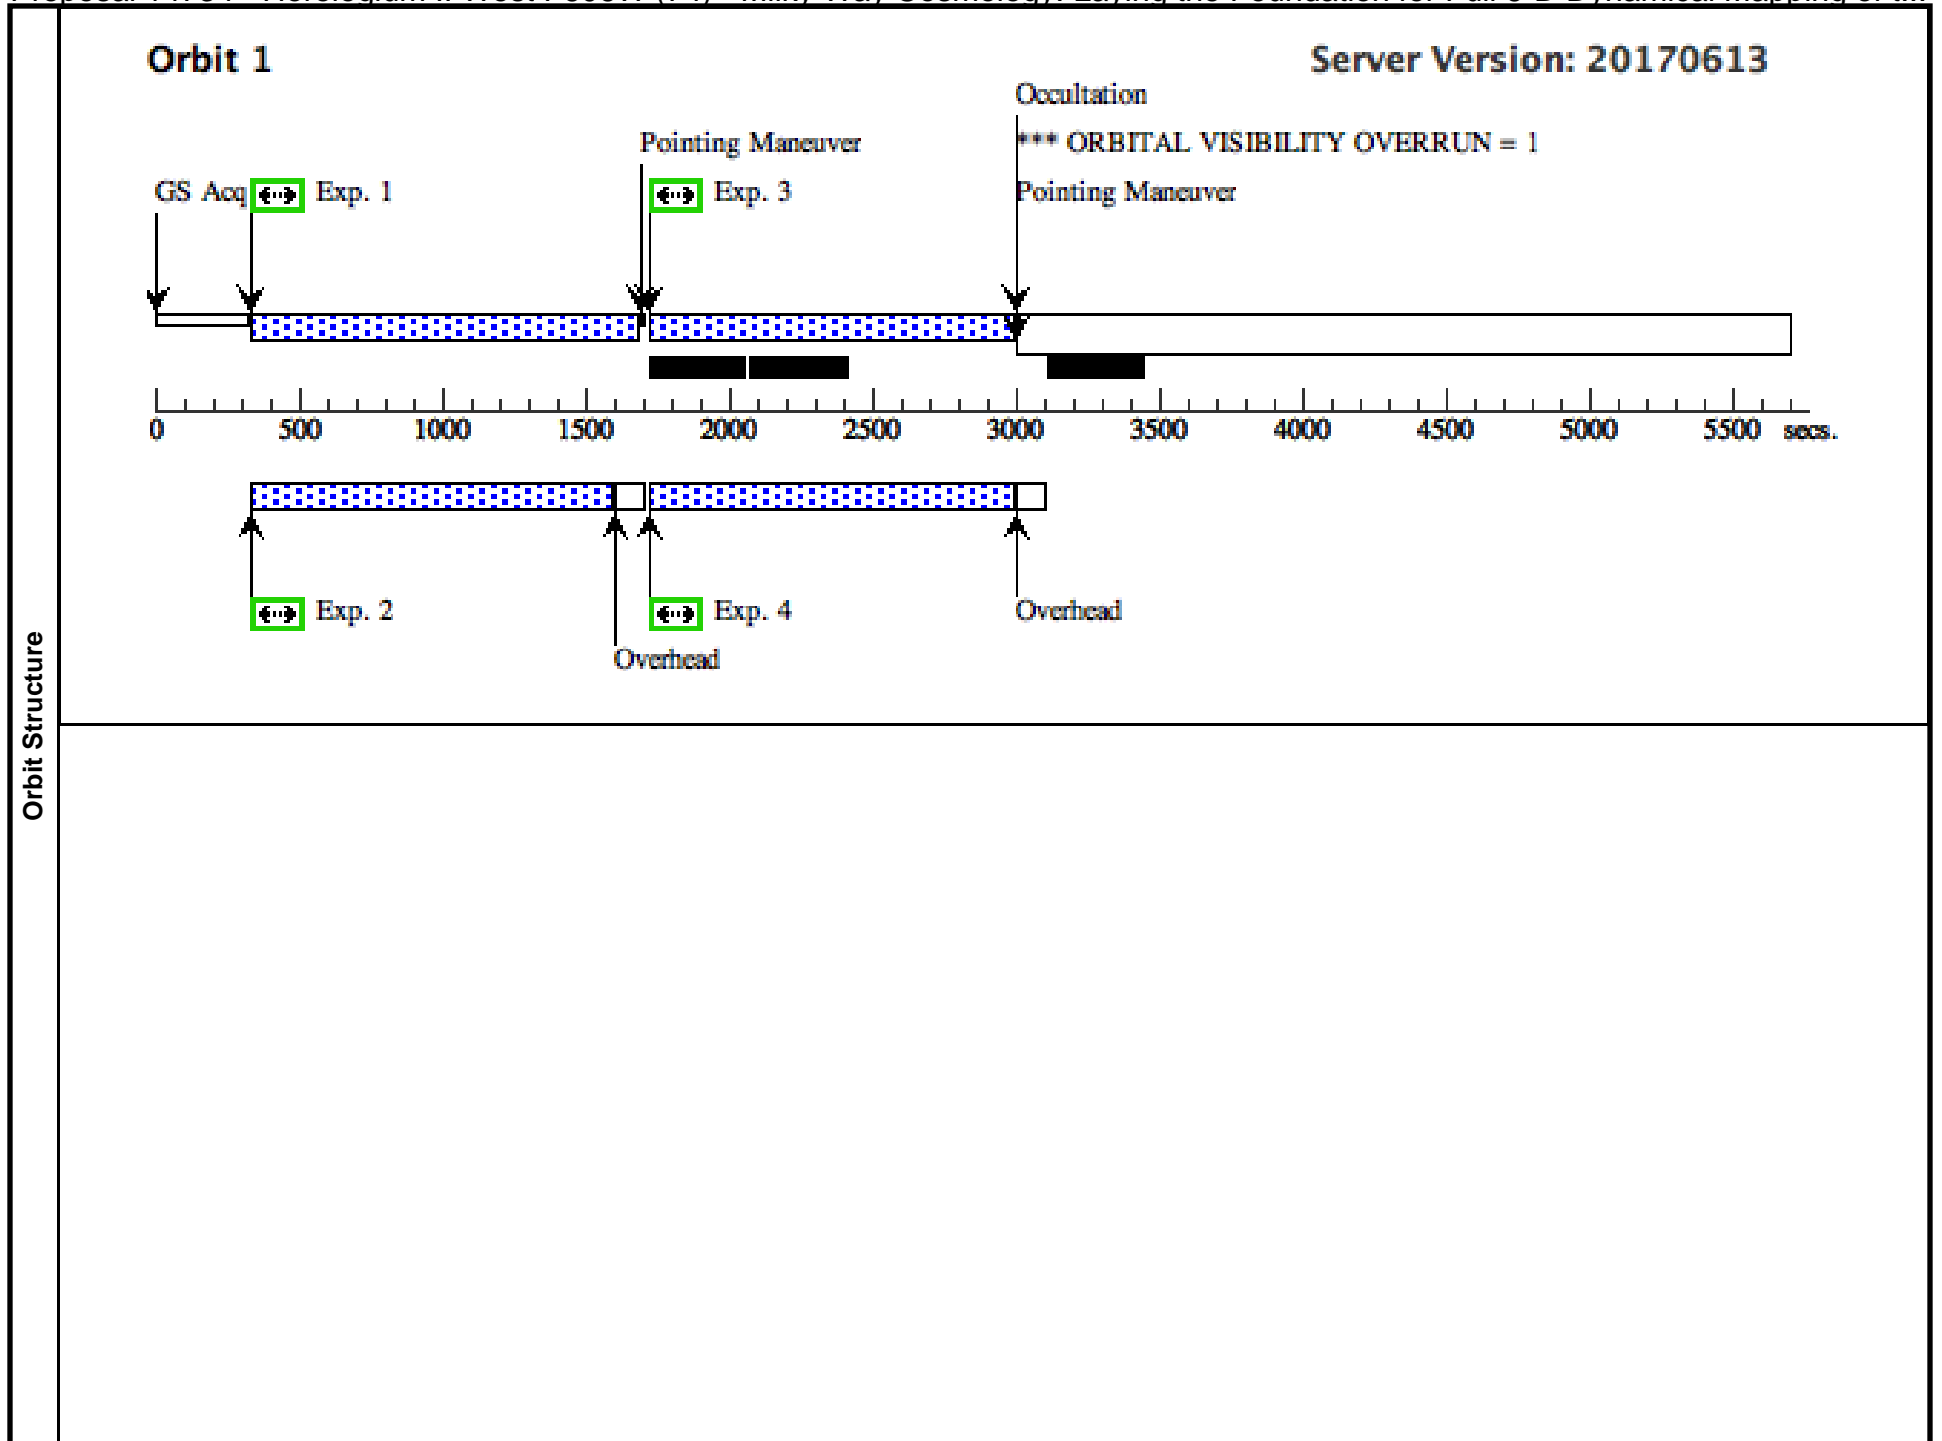 Orbit 1
Server Version: 20170613
Occultation
Pointing Maneuver
*** ORBITAL VISIBILITY OVERRUN = 1
GS Acq
Exp. 1
Exp. 3
Pointing Maneuver
0 500 1000 1500 2000 2500 3000 3500 4000 4500 5000 5500 secs.
Exp. 2
Exp. 4
Overhead
Overhead
Orbit Structure